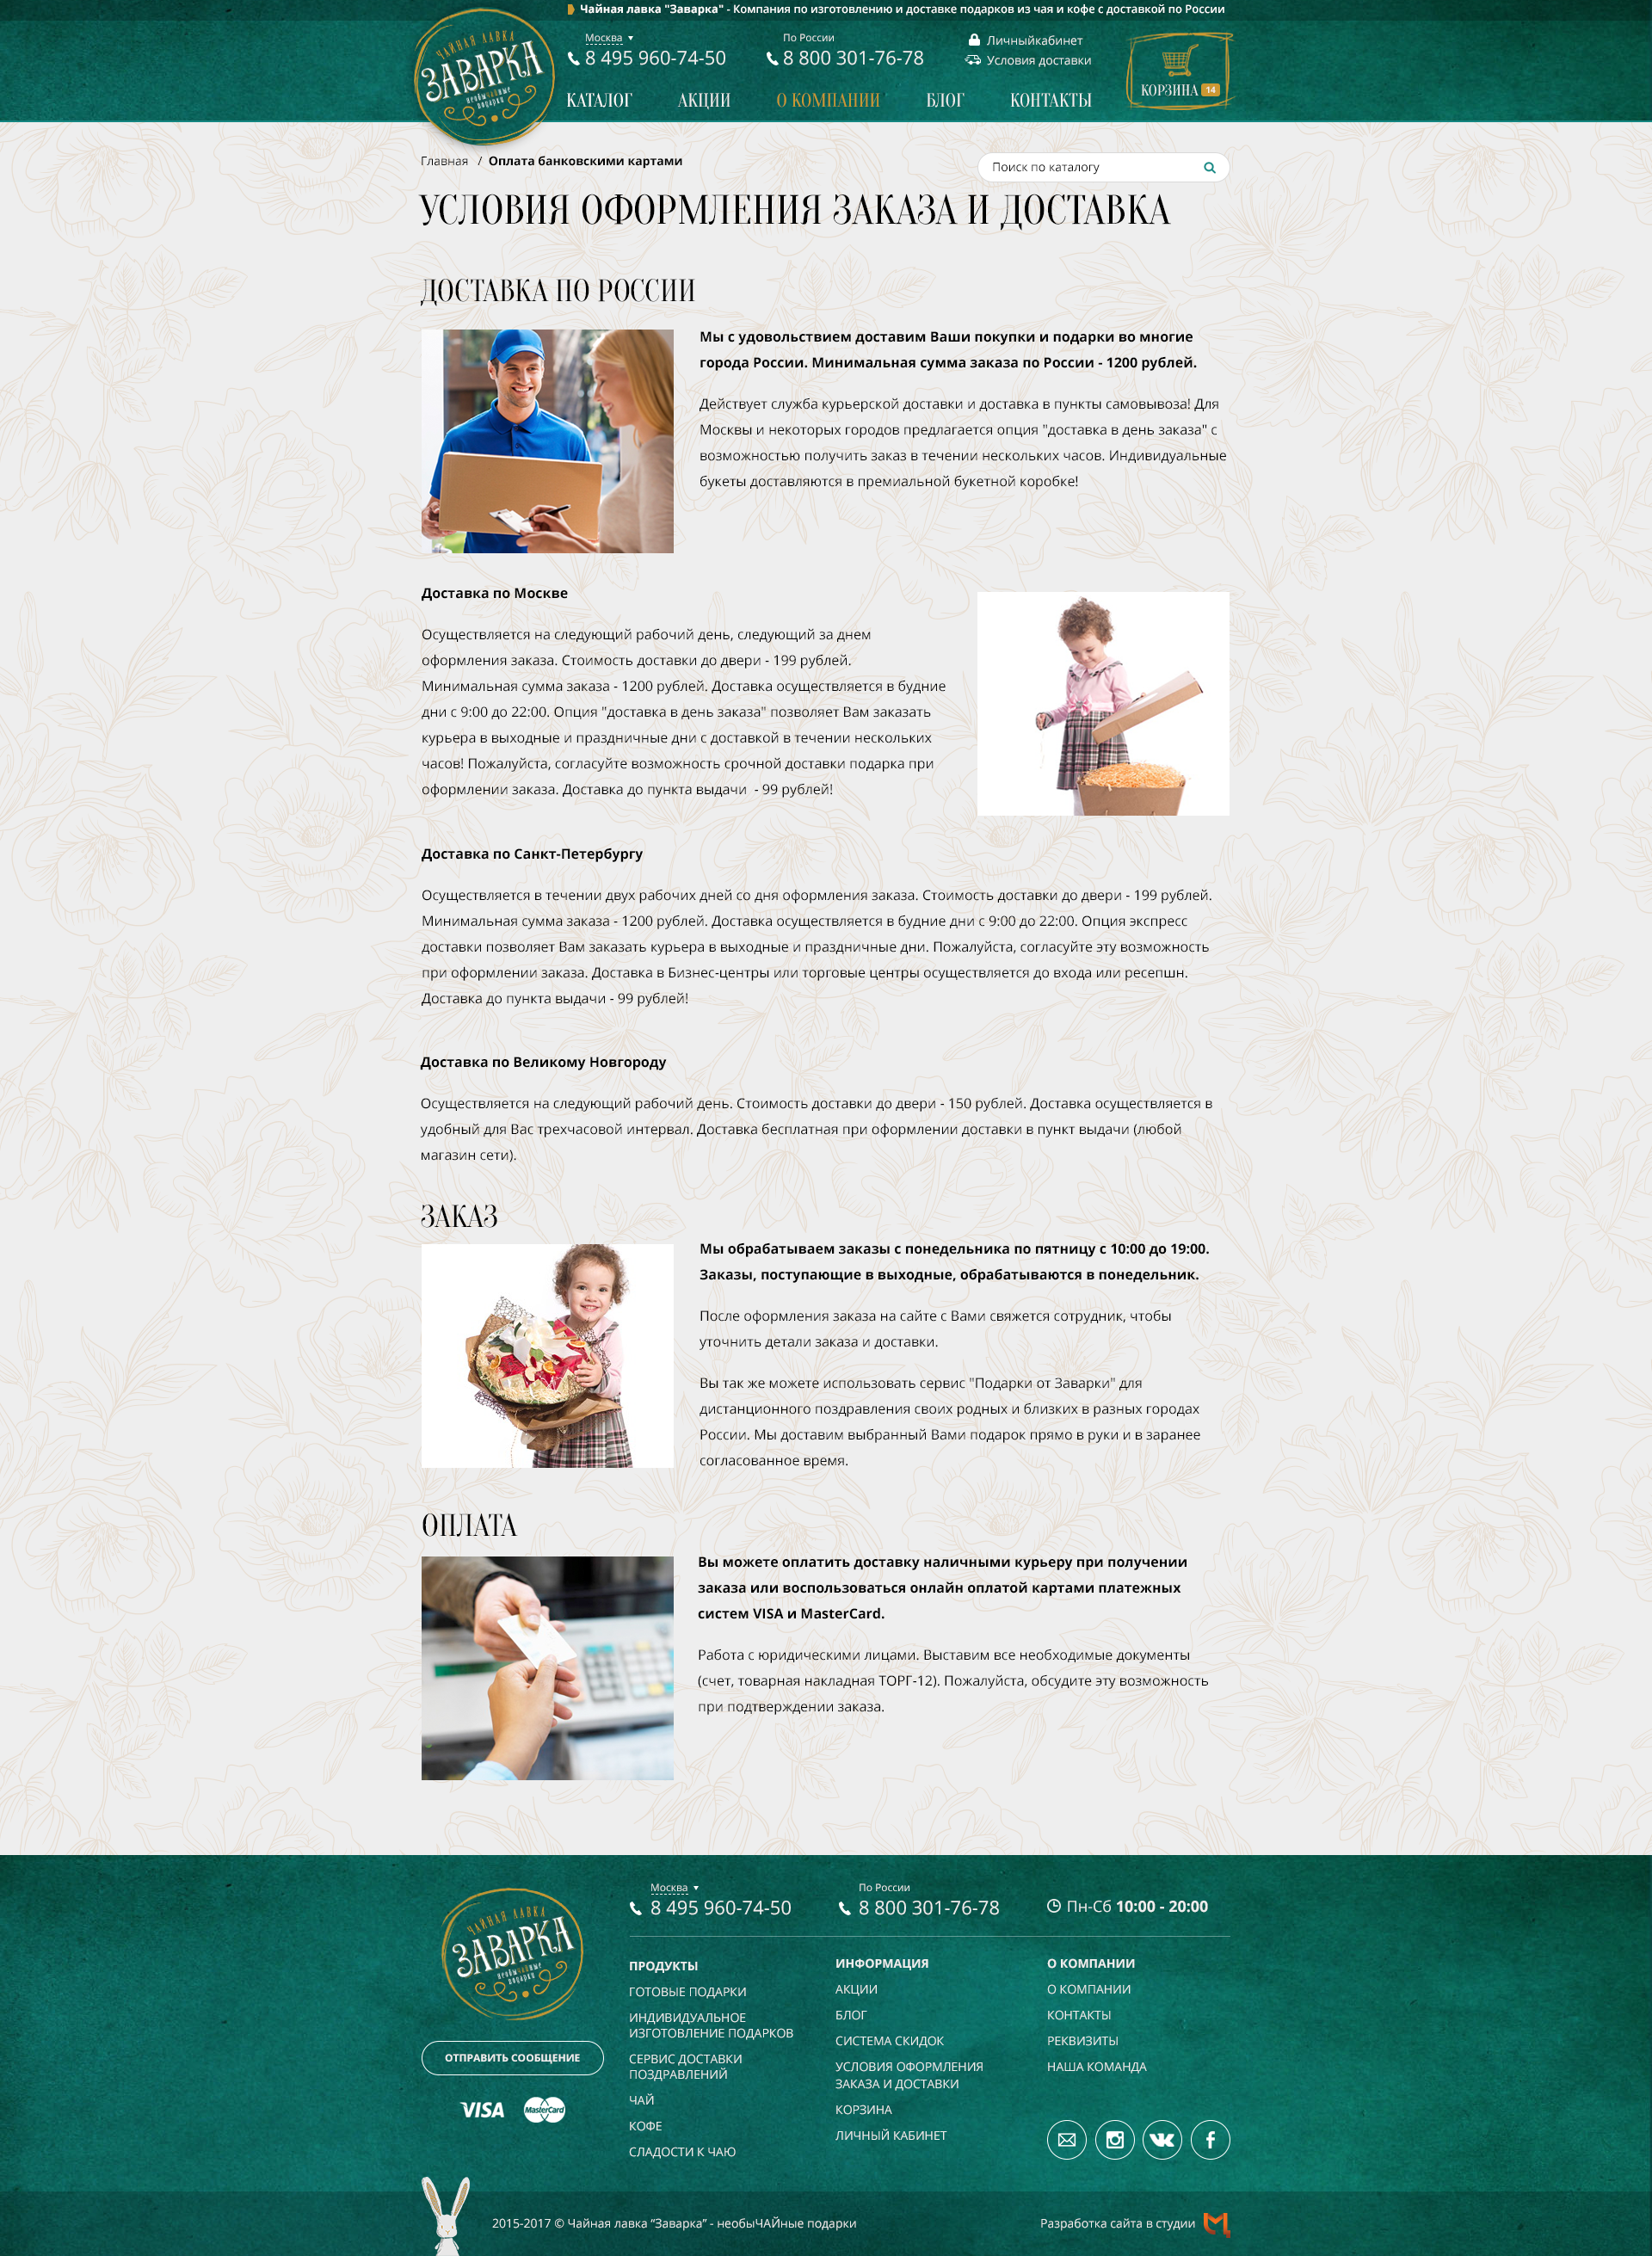 Чайная лавка "Заварка" - Компания по изготовлению и доставке подарков из чая и кофе с доставкой по России
ЧАЙНАЯ ЛАВКА
ЗАВАРКА
необыЧАЙные
подарки
Москва
8 495 960-74-50
По России
8 800 301-76-78
Личныйкабинет
Условия доставки
КОРЗИНА 14
КАТАЛОГ АКЦИИ О КОМПАНИИ БЛОГ КОНТАКТЫ
Главная / Оплата банковскими картами
Поиск по каталогу
УСЛОВИЯ ОФОРМЛЕНИЯ ЗАКАЗА И ДОСТАВКА
ДОСТАВКА ПО РОССИИ
Мы с удовольствием доставим Ваши покупки и подарки во многие
города России. Минимальная сумма заказа по России - 1200 рублей.
Действует служба курьерской доставки и доставка в пункты самовывоза! Для
Москвы и некоторых городов предлагается опция "доставка в день заказа" с
возможностью получить заказ в течении нескольких часов. Индивидуальные
букеты доставляются в премиальной букетной коробке!
Доставка по Москве
Осуществляется на следующий рабочий день, следующий за днем
оформления заказа. Стоимость доставки до двери - 199 рублей.
Минимальная сумма заказа - 1200 рублей. Доставка осуществляется в будние
дни с 9:00 до 22:00. Опция "доставка в день заказа" позволяет Вам заказать
курьера в выходные и праздничные дни с доставкой в течении нескольких
часов! Пожалуйста, согласуйте возможность срочной доставки подарка при
оформлении заказа. Доставка до пункта выдачи - 99 рублей!
Доставка по Санкт-Петербургу
Осуществляется в течении двух рабочих дней со дня оформления заказа. Стоимость доставки до двери - 199 рублей.
Минимальная сумма заказа - 1200 рублей. Доставка осуществляется в будние дни с 9:00 до 22:00. Опция экспресс
доставки позволяет Вам заказать курьера в выходные и праздничные дни. Пожалуйста, согласуйте эту возможность
при оформлении заказа. Доставка в Бизнес-центры или торговые центры осуществляется до входа или ресепшн.
Доставка до пункта выдачи - 99 рублей!
Доставка по Великому Новгороду
Осуществляется на следующий рабочий день. Стоимость доставки до двери - 150 рублей. Доставка осуществляется в
удобный для Вас трехчасовой интервал. Доставка бесплатная при оформлении доставки в пункт выдачи (любой
магазин сети).
ЗАКАЗ
Мы обрабатываем заказы с понедельника по пятницу с 10:00 до 19:00.
Заказы, поступающие в выходные, обрабатываются в понедельник.
После оформления заказа на сайте с Вами свяжется сотрудник, чтобы
уточнить детали заказа и доставки.
Вы так же можете использовать сервис "Подарки от Заварки" для
дистанционного поздравления своих родных и близких в разных городах
России. Мы доставим выбранный Вами подарок прямо в руки и в заранее
согласованное время.
ОПЛАТА
Вы можете оплатить доставку наличными курьеру при получении
заказа или воспользоваться онлайн оплатой картами платежных
систем VISA и MasterCard.
Работа с юридическими лицами. Выставим все необходимые документы
(счет, товарная накладная ТОРГ-12). Пожалуйста, обсудите эту возможность
при подтверждении заказа.
ЧАЙНАЯ ЛАВКА
ЗАВАРКА
необыЧАЙные
подарки
ОТПРАВИТЬ СООБЩЕНИЕ
VISA MasterCard
Москва
8 495 960-74-50
По России
8 800 301-76-78
Пн-Сб 10:00 - 20:00
ПРОДУКТЫ
ГОТОВЫЕ ПОДАРКИ
ИНДИВИДУАЛЬНОЕ
ИЗГОТОВЛЕНИЕ ПОДАРКОВ
СЕРВИС ДОСТАВКИ
ПОЗДРАВЛЕНИЙ
ЧАЙ
КОФЕ
СЛАДОСТИ К ЧАЮ
ИНФОРМАЦИЯ
АКЦИИ
БЛОГ
СИСТЕМА СКИДОК
УСЛОВИЯ ОФОРМЛЕНИЯ
ЗАКАЗА И ДОСТАВКИ
КОРЗИНА
ЛИЧНЫЙ КАБИНЕТ
О КОМПАНИИ
О КОМПАНИИ
КОНТАКТЫ
РЕКВИЗИТЫ
НАША КОМАНДА
2015-2017 © Чайная лавка “Заварка” - необыЧАЙные подарки
Разработка сайта в студии